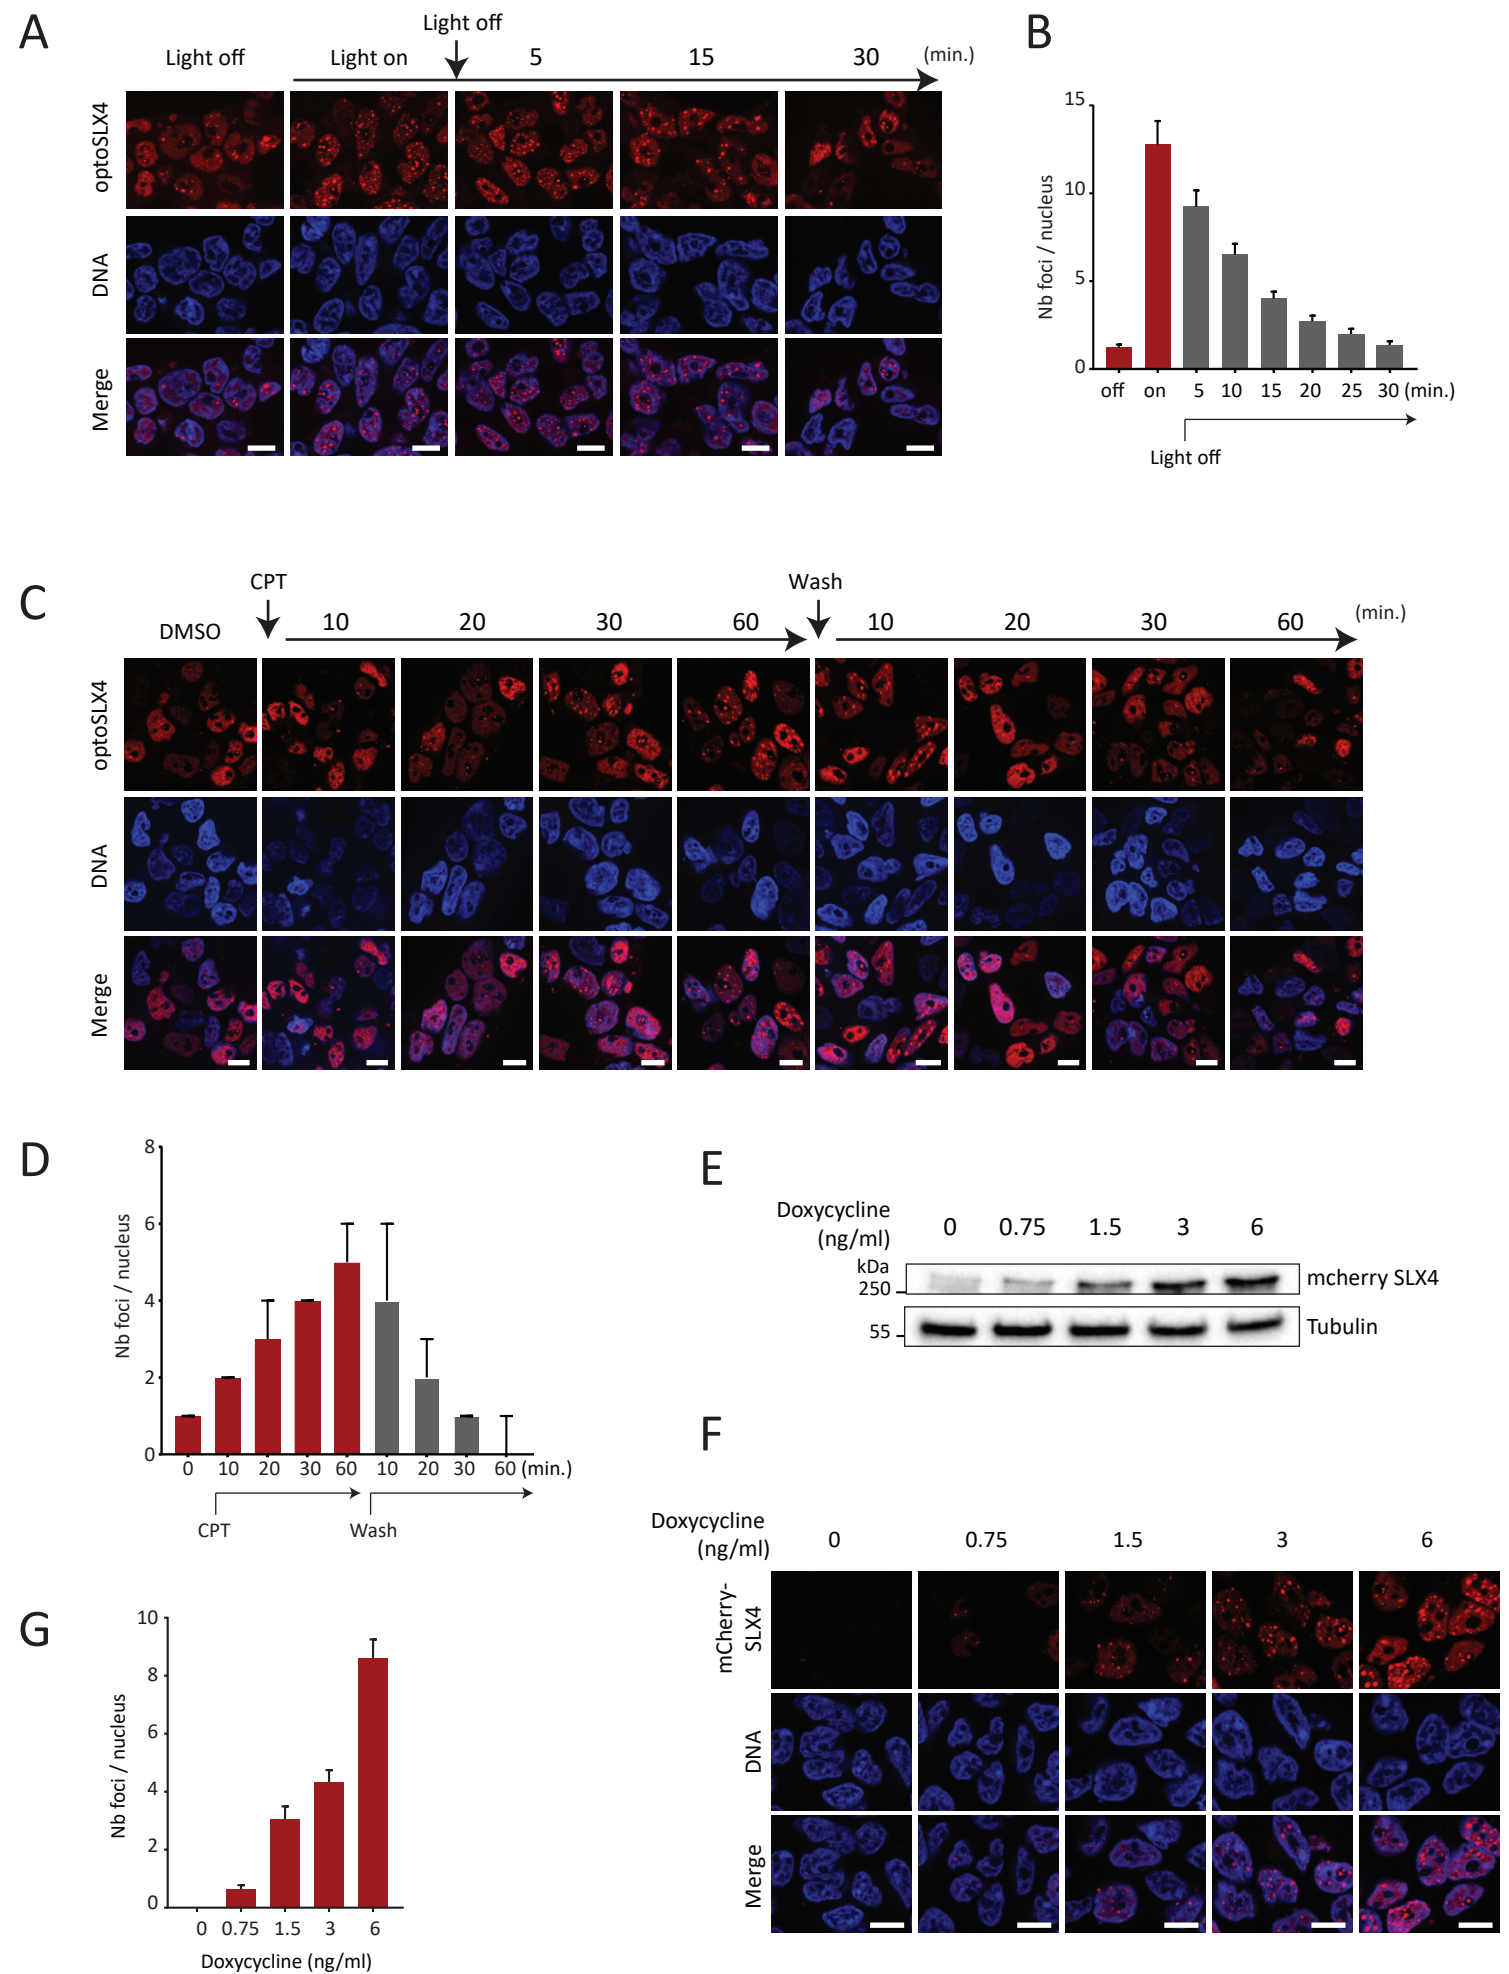 A
Light off
Light off
Light on
5
15
30
(min.)
optoSLX4
DNA
Merge
B
15
10
5
0
Nb foci / nucleus
off
on
5
10
15
20
25
30 (min.)
Light off
C
CPT
Wash
DMSO
10
20
30
60
10
20
30
60
(min.)
optoSLX4
DNA
Merge
D
8
6
4
2
0
Nb foci / nucleus
0
10
20
30
60
10
20
30
60 (min.)
CPT
Wash
E
Doxycycline
(ng/ml)
0
0.75
1.5
3
6
kDa
250
mcherry SLX4
55
Tubulin
F
Doxycycline
(ng/ml)
0
0.75
1.5
3
6
mCherry-
SLX4
DNA
Merge
G
10
8
6
4
2
0
Nb foci / nucleus
0
0.75
1.5
3
6
Doxycycline (ng/ml)